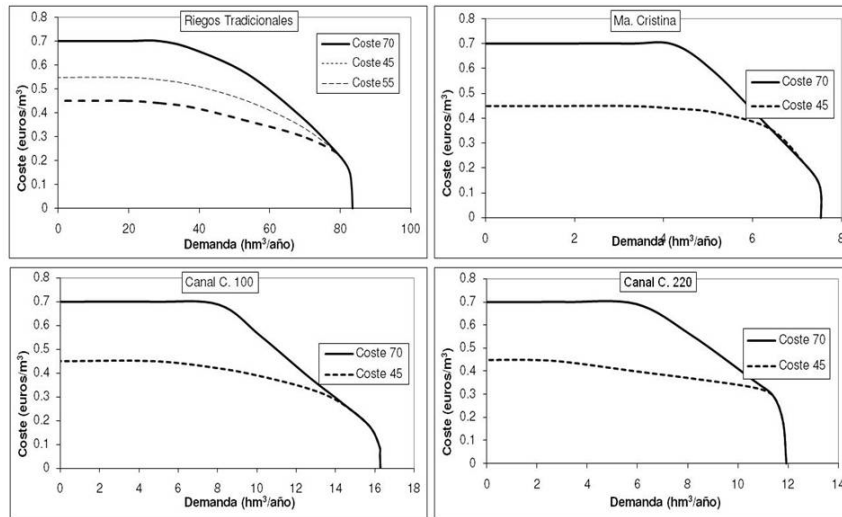 Riegos Tradicionales
Coste (euros/m³)
0.8
0.7
0.6
0.5
0.4
0.3
0.2
0.1
0
Coste 70
Coste 45
Coste 55
0 20 40 60 80 100
Demanda (hm³/año)
Ma. Cristina
Coste (euros/m³)
0.8
0.7
0.6
0.5
0.4
0.3
0.2
0.1
0
Coste 70
Coste 45
0 2 4 6 8
Demanda (hm³/año)
Canal C. 100
Coste (euros/m³)
0.8
0.7
0.6
0.5
0.4
0.3
0.2
0.1
0
Coste 70
Coste 45
0 2 4 6 8 10 12 14 16 18
Demanda (hm³/año)
Canal C. 220
Coste (euros/m³)
0.8
0.7
0.6
0.5
0.4
0.3
0.2
0.1
0
Coste 70
Coste 45
0 2 4 6 8 10 12 14
Demanda (hm³/año)